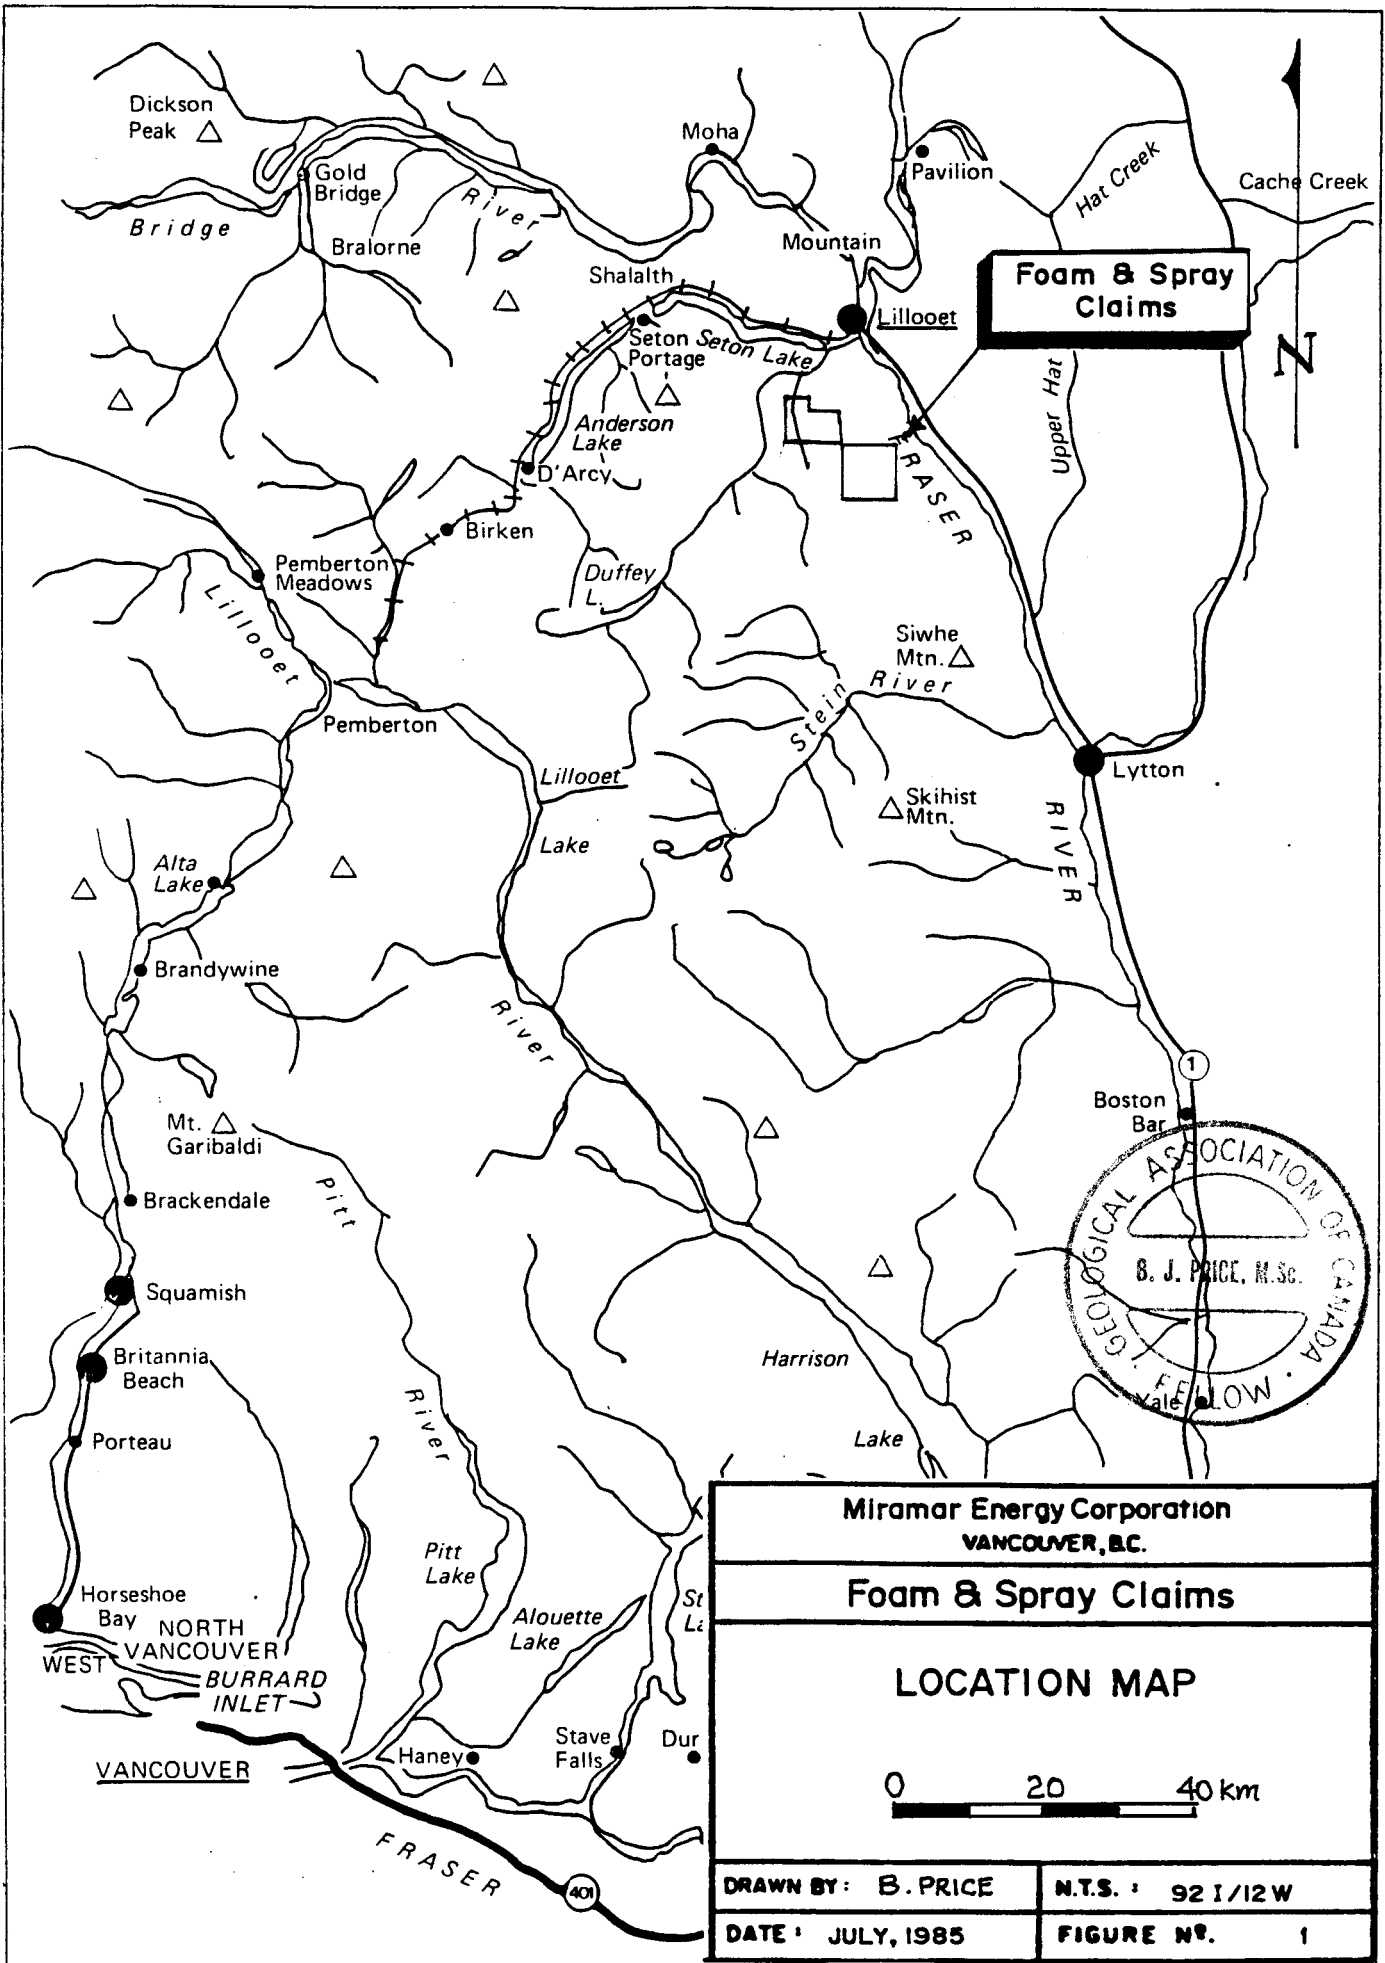 Dickson
Peak
Moha
Pavilion
Hat Creek
Cache Creek
Gold
Bridge
River
Bridge
Bralorne
Mountain
Shalalth
Foam & Spray
Claims
Lillooet
Seton
Portage
Seton Lake
Upper Hat
N
Anderson
Lake
D'Arcy
FRASER
Birken
Pemberton
Meadows
Duffey
L.
Lillooet
Siwhe
Mtn.
River
Stein
Pemberton
Lytton
Lillooet
Skihist
Mtn.
RIVER
Lake
Alta
Lake
Brandywine
River
1
Boston
Bar
Mt.
Garibaldi
Pitt
Brackendale
GEOLOGICAL ASSOCIATION OF CANADA
B. J. PRICE, M.Sc.
FELLOW
Squamish
Britannia
Beach
Harrison
River
Yale
Porteau
Lake
Miramar Energy Corporation
VANCOUVER, B.C.
Pitt
Lake
Foam & Spray Claims
Horseshoe
Bay
St
La
Alouette
Lake
NORTH
VANCOUVER
WEST
BURRARD
INLET
LOCATION MAP
Stave
Falls
Dur
Haney
VANCOUVER
0 20 40 km
FRASER
401
DRAWN BY: B. PRICE
N.T.S. : 92 I/12 W
DATE: JULY, 1985
FIGURE Nº. 1